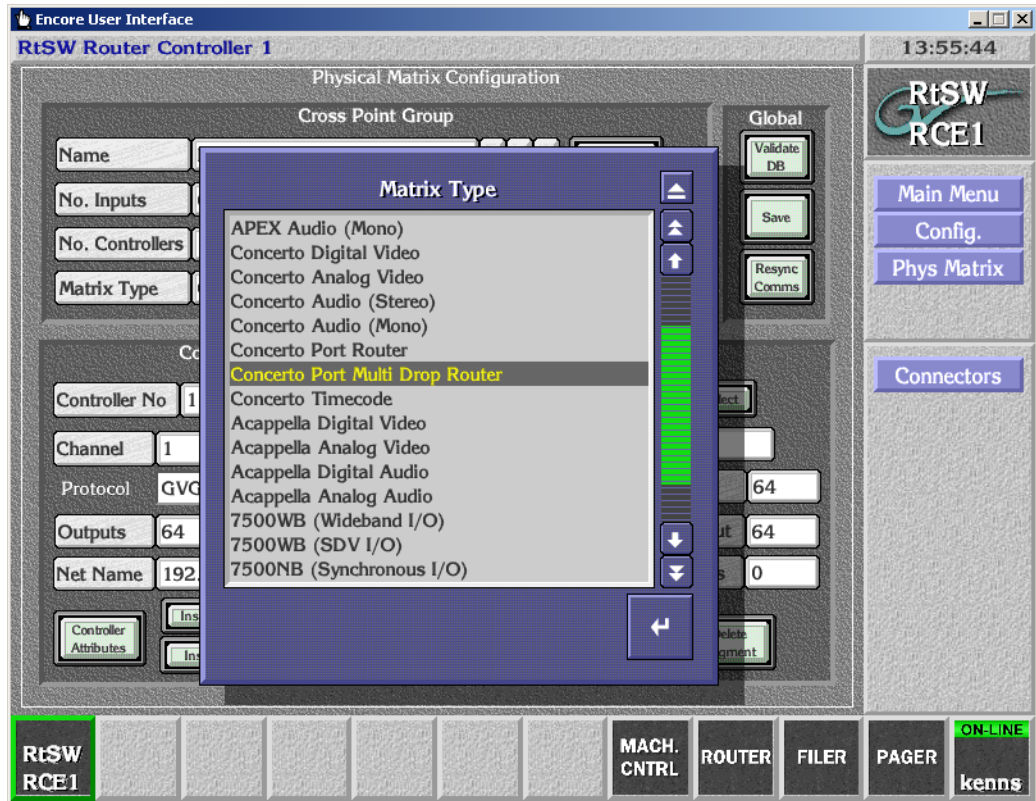 Encore User Interface
RtSW Router Controller 1
13:55:44
Physical Matrix Configuration
Cross Point Group
Global
Name
No. Inputs
No. Controllers
Matrix Type
Validate
DB
Save
Resync
Comms
RtSW
RCE1
Main Menu
Config.
Phys Matrix
Connectors
Matrix Type
APEX Audio (Mono)
Concerto Digital Video
Concerto Analog Video
Concerto Audio (Stereo)
Concerto Audio (Mono)
Concerto Port Router
Concerto Port Multi Drop Router
Concerto Timecode
Acappella Digital Video
Acappella Analog Video
Acappella Digital Audio
Acappella Analog Audio
7500WB (Wideband I/O)
7500WB (SDV I/O)
7500NB (Synchronous I/O)
Controller No 1
Channel 1
Protocol GVG
64
Outputs 64
64
Net Name 192.
0
Controller
Attributes
RtSW
RCE1
MACH.
CNTRL
ROUTER
FILER
PAGER
ON-LINE
kenns